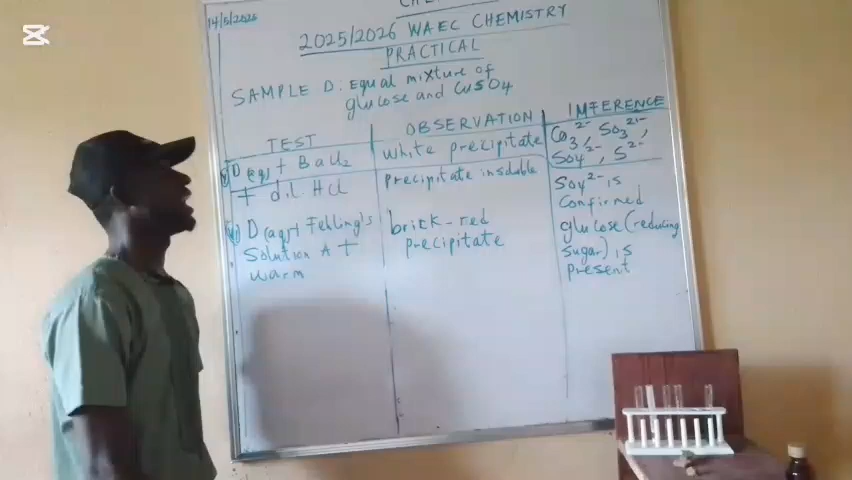 14/5/2026
CHE
2025/2026 WAEC CHEMISTRY
PRACTICAL
SAMPLE D: Equal mixture of
glucose and CuSO4
TEST | OBSERVATION | INFERENCE
D(aq) + BaCl2 | white precipitate | CO3 2-, SO3 2-,
SO4 2-, S2-
+ dil. HCl | precipitate insoluble | SO4 2- is
Confirmed
D(aq) + Fehling's | brick-red | glucose (reducing
Solution A + | precipitate | sugar) is
warm | present